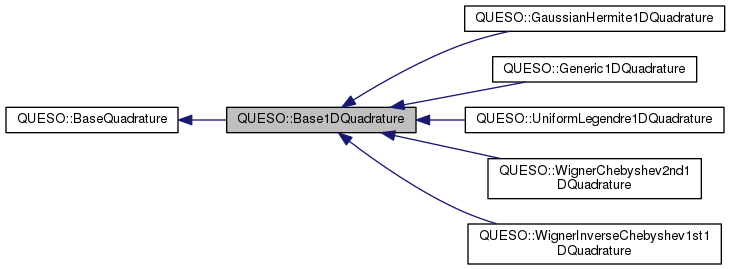 QUESO::BaseQuadrature
QUESO::Base1DQuadrature
QUESO::GaussianHermite1DQuadrature
QUESO::Generic1DQuadrature
QUESO::UniformLegendre1DQuadrature
QUESO::WignerChebyshev2nd1
DQuadrature
QUESO::WignerInverseChebyshev1st1
DQuadrature